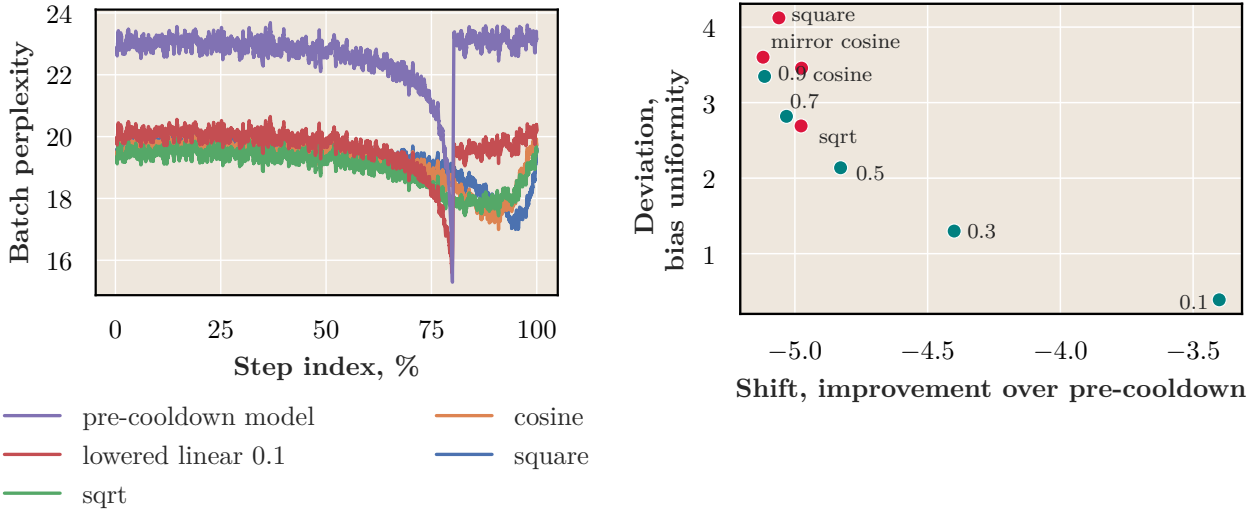 24
22
20
18
16
Batch perplexity
0
25
50
75
100
Step index, %
pre-cooldown model
lowered linear 0.1
sqrt
cosine
square
4
3
2
1
Deviation,
bias uniformity
square
mirror cosine
0.9 cosine
0.7
sqrt
0.5
0.3
0.1
−5.0
−4.5
−4.0
−3.5
Shift, improvement over pre-cooldown